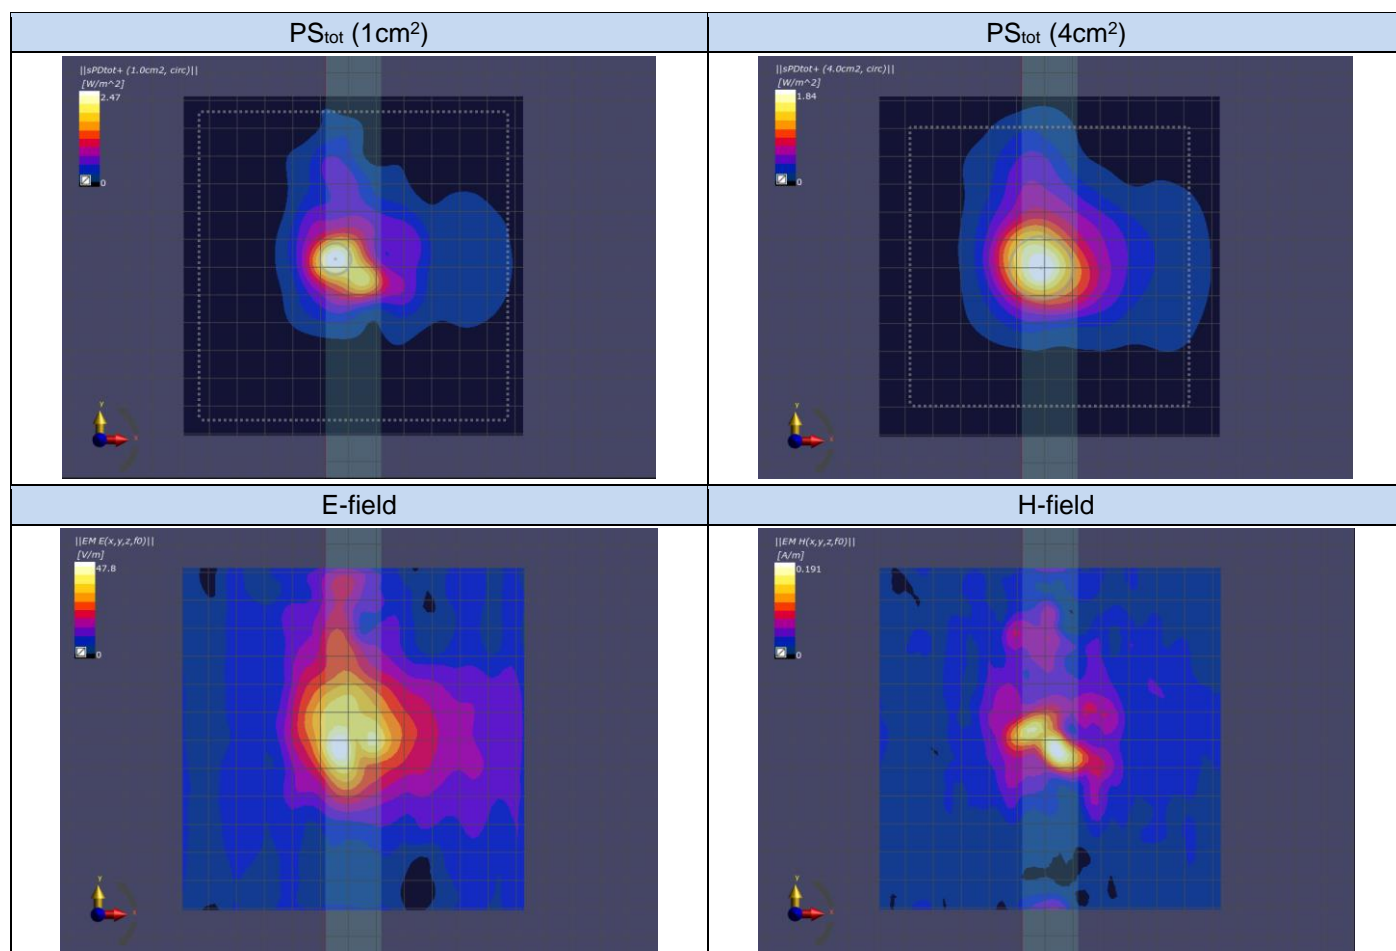 PStot (1cm²)
PStot (4cm²)
||sPDtot+ (1.0cm2, circ)||
[W/m^2]
2.47
0
y
x
||sPDtot+ (4.0cm2, circ)||
[W/m^2]
1.84
0
y
x
E-field
H-field
||EM E(x,y,z,f0)||
[V/m]
47.8
0
y
x
||EM H(x,y,z,f0)||
[A/m]
0.191
0
y
x